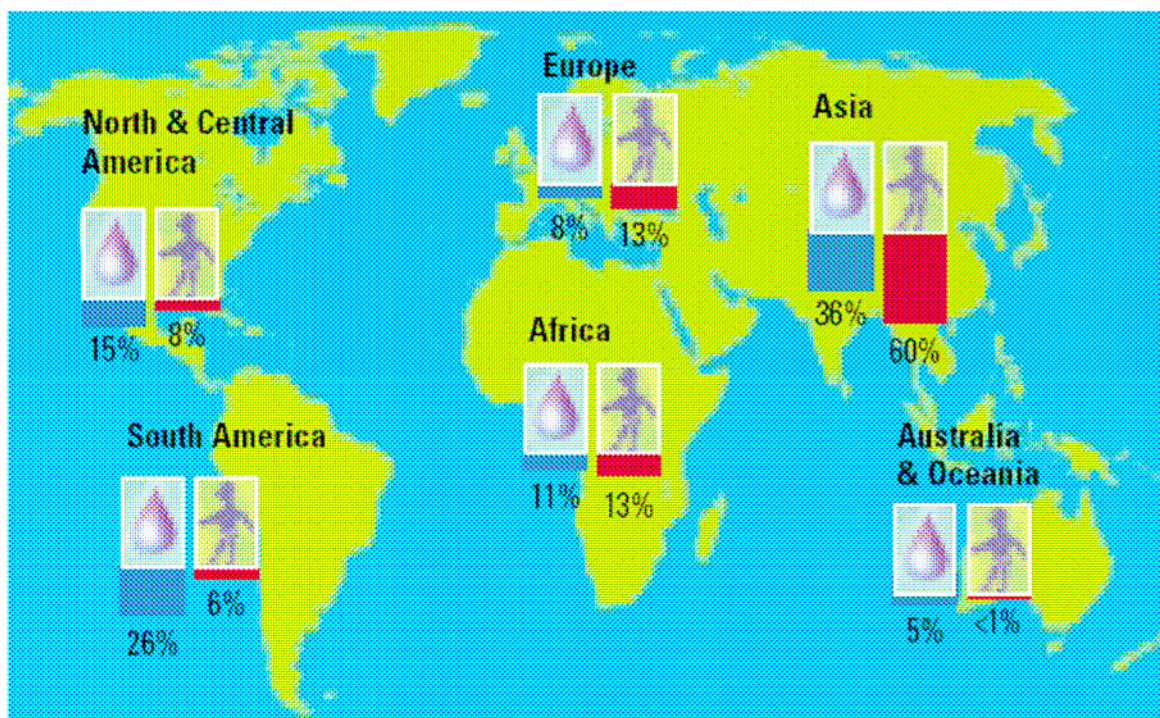 North & Central
America
15%
8%
Europe
8%
13%
Asia
36%
60%
Africa
11%
13%
South America
26%
6%
Australia
& Oceania
5%
<1%